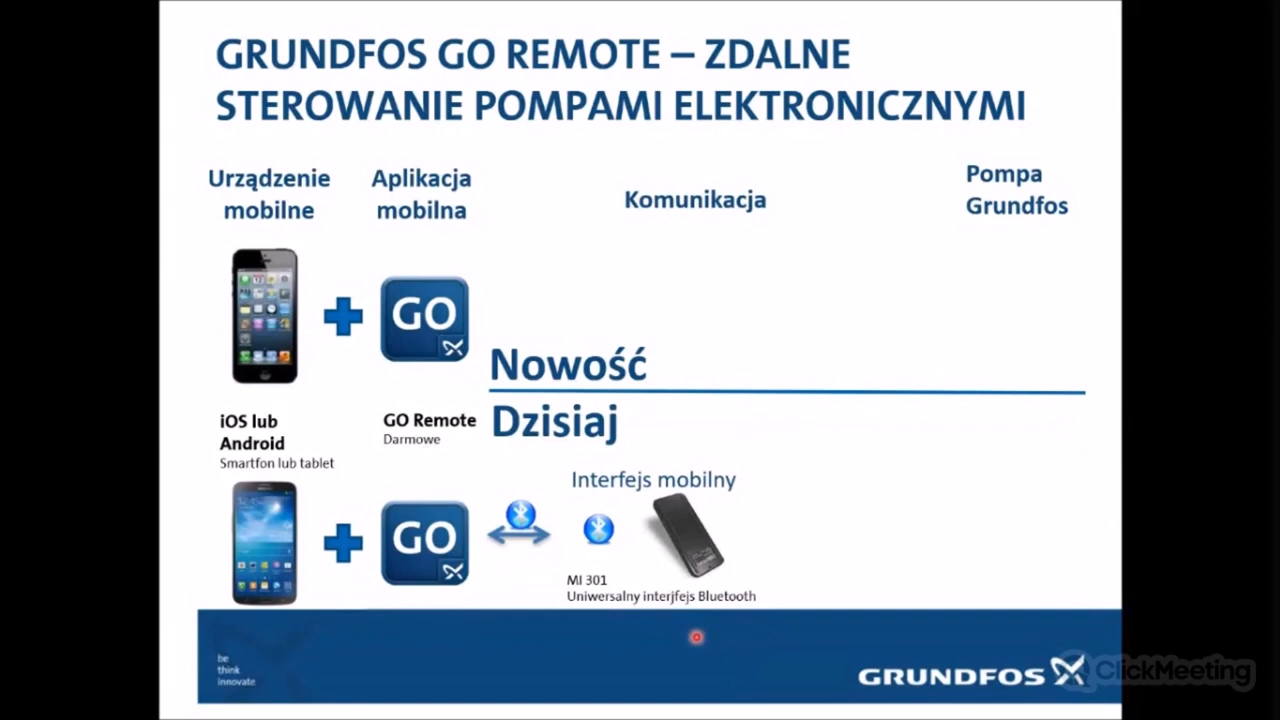 GRUNDFOS GO REMOTE – ZDALNE
STEROWANIE POMPAMI ELEKTRONICZNYMI
Urządzenie
mobilne
Aplikacja
mobilna
Komunikacja
Pompa
Grundfos
GO
Nowość
Dzisiaj
iOS lub
Android
Smartfon lub tablet
GO Remote
Darmowe
Interfejs mobilny
GO
MI 301
Uniwersalny interjfejs Bluetooth
be
think
innovate
GRUNDFOS
ClickMeeting